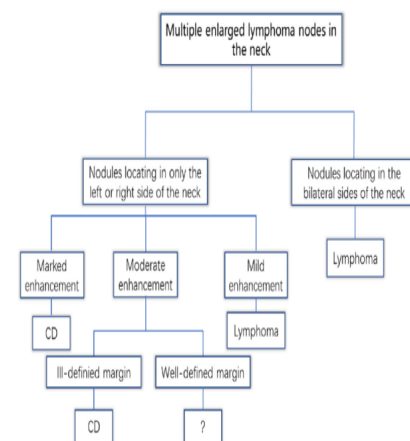 Multiple enlarged lymphoma nodes in
the neck
Nodules locating in only the
left or right side of the neck
Nodules locating in the
bilateral sides of the neck
Marked
enhancement
Moderate
enhancement
Mild
enhancement
Lymphoma
CD
Lymphoma
Ill-definied margin
Well-defined margin
CD
?